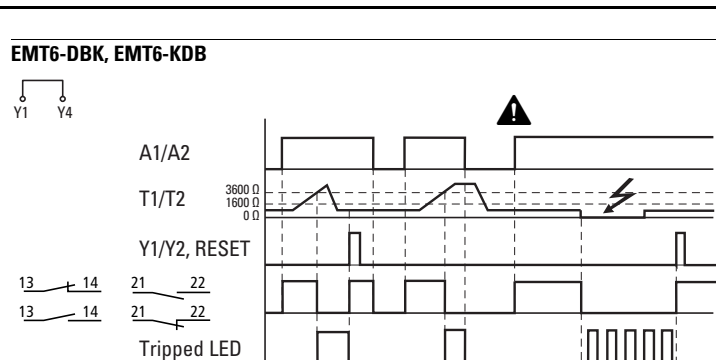 EMT6-DBK, EMT6-KDB
Y1 Y4
A1/A2
T1/T2
3600 Ω
1600 Ω
0 Ω
Y1/Y2, RESET
13 14 21 22
13 14 21 22
Tripped LED